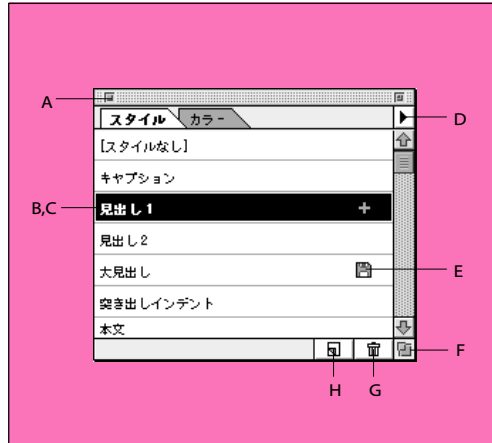 A
スタイル カラー
D
[スタイルなし]
キャプション
B,C
見出し1
見出し2
大見出し
E
突き出しインデント
本文
F
H
G